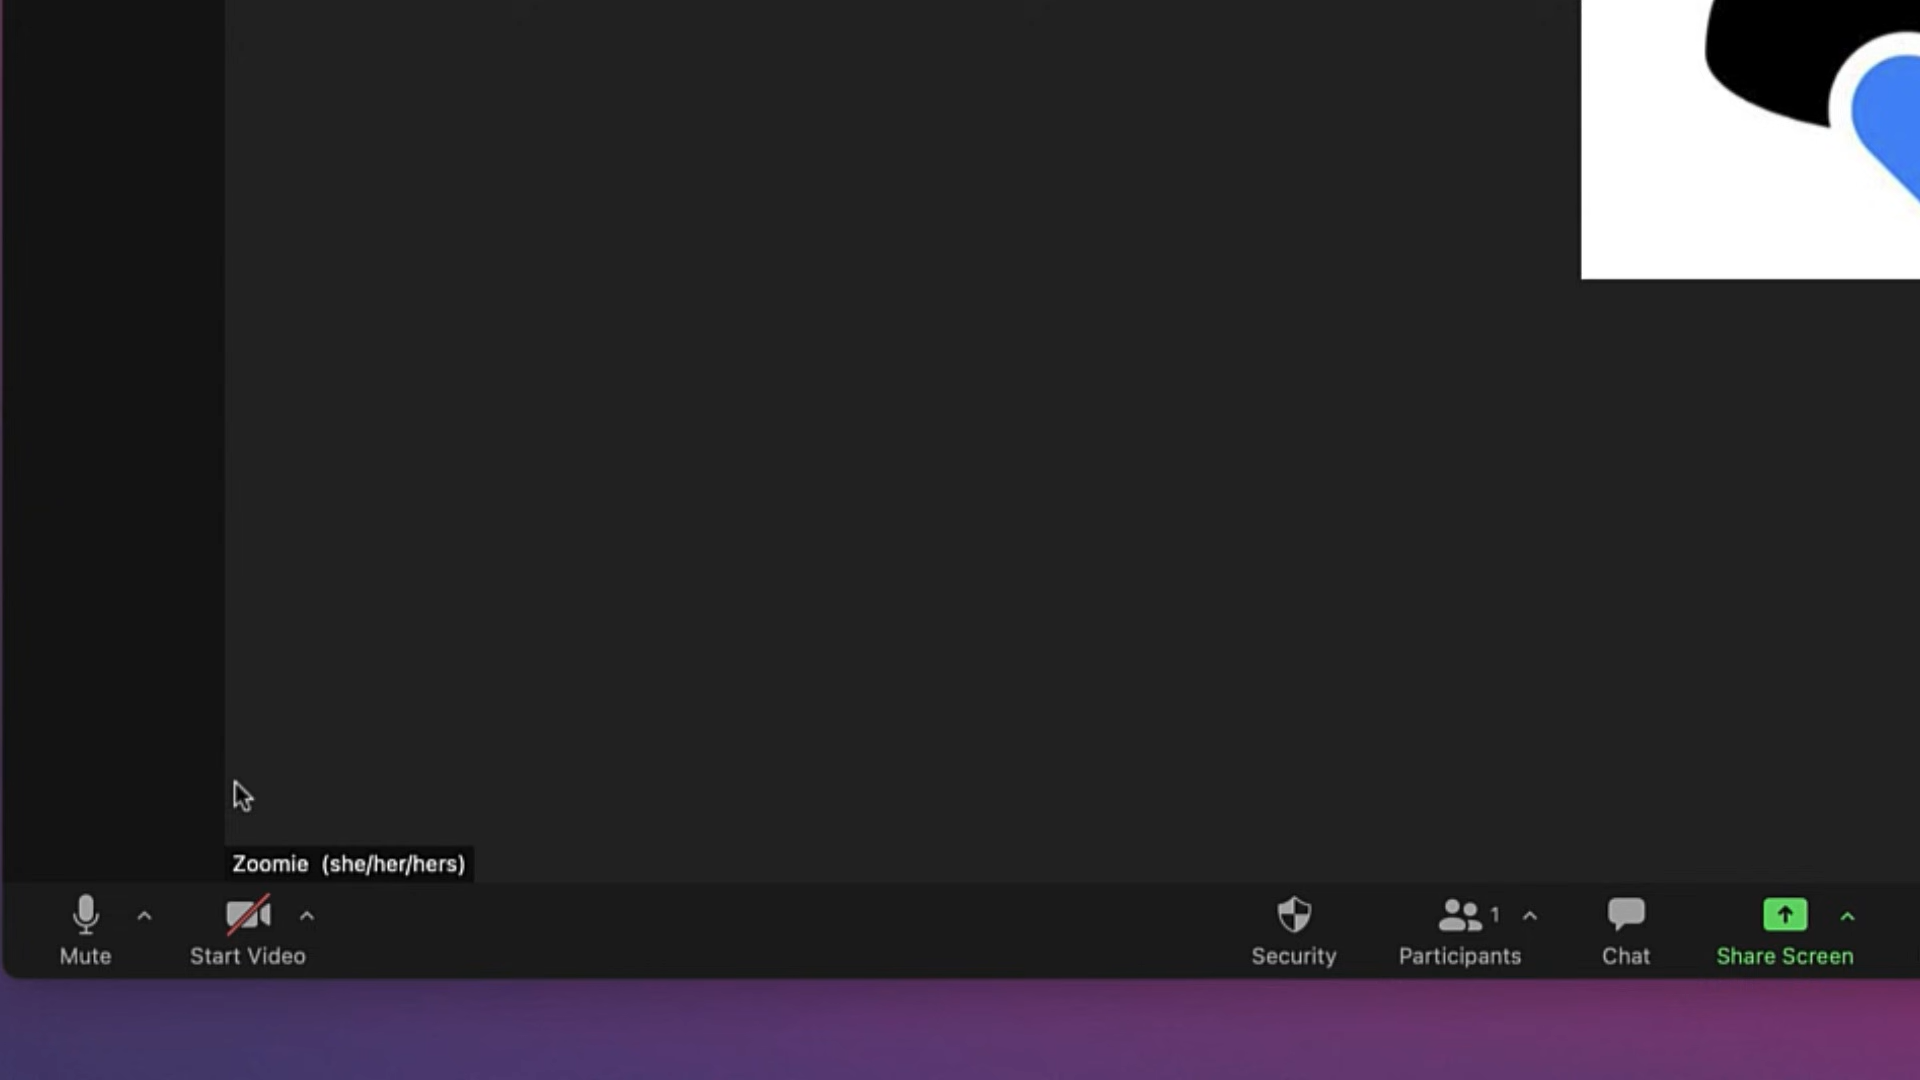 Zoomie (she/her/hers)
1
Mute
Start Video
Security
Participants
Chat
Share Screen